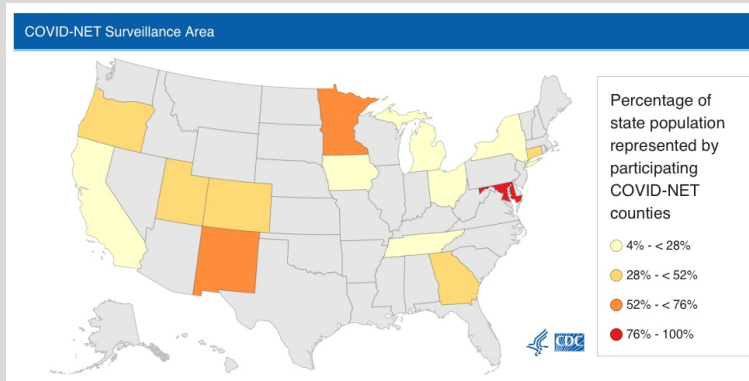 COVID-NET Surveillance Area
Percentage of
state population
represented by
participating
COVID-NET
counties
4% - < 28%
28% - < 52%
52% - < 76%
76% - 100%
CDC